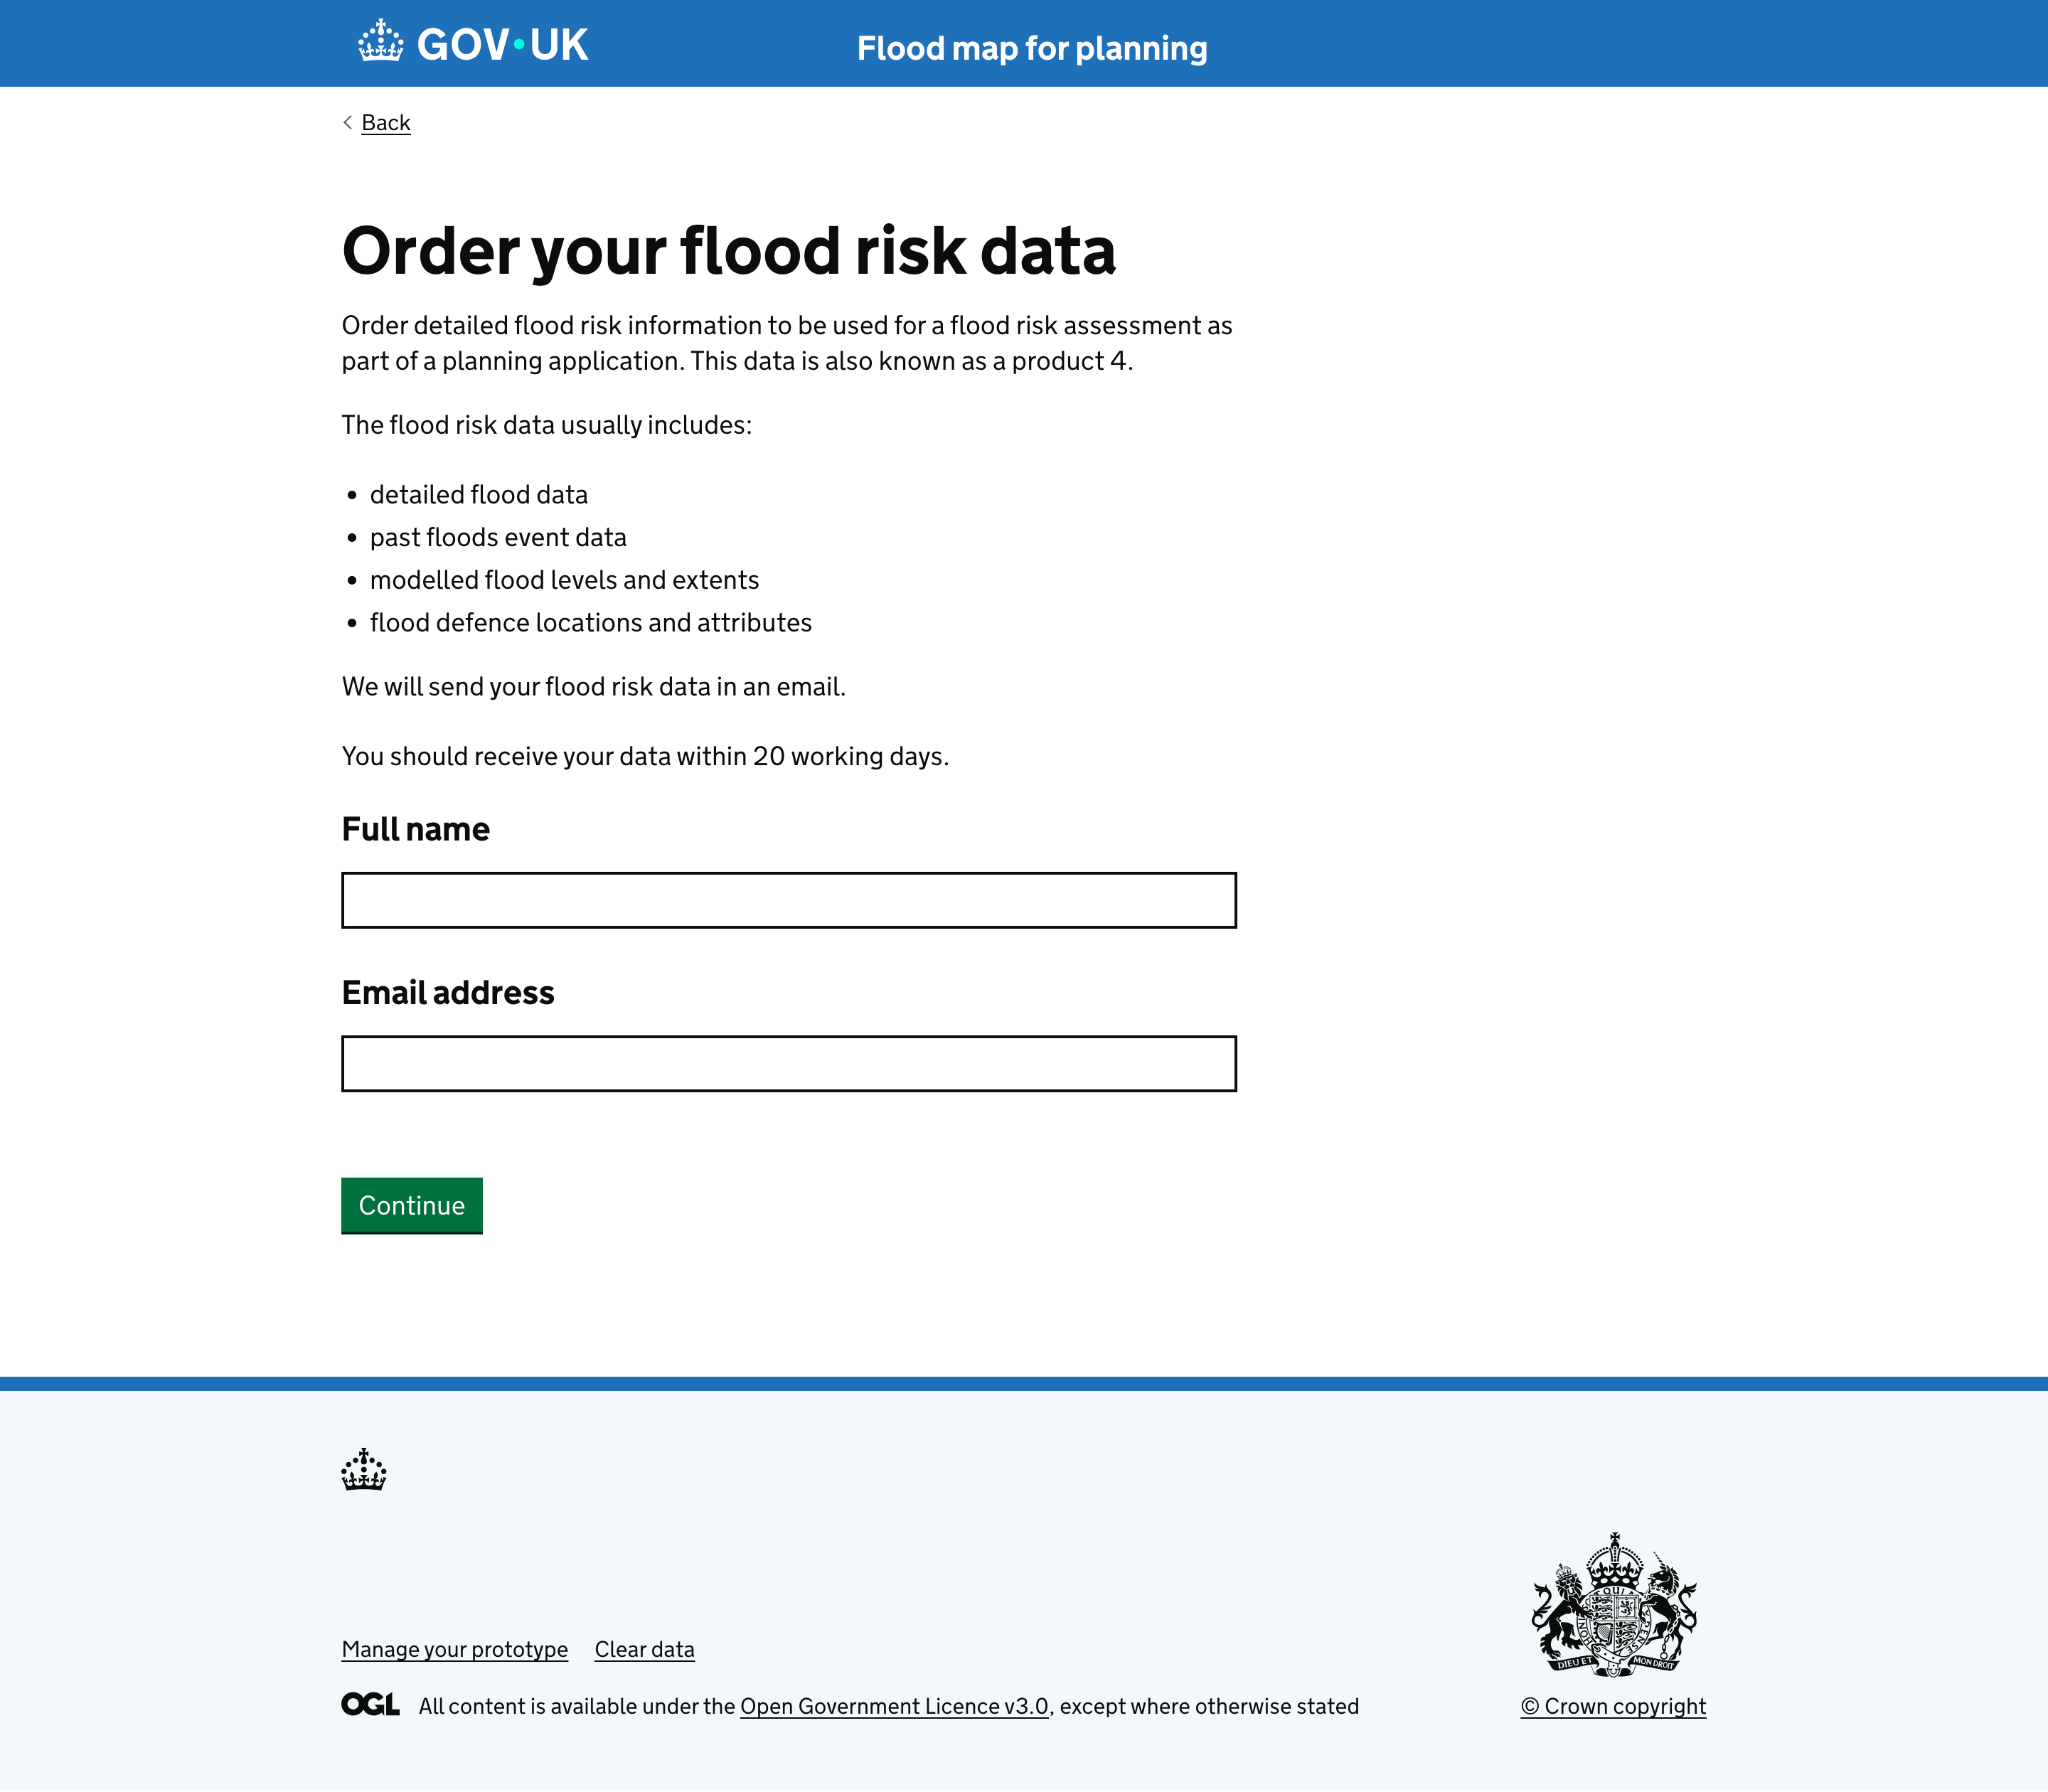 GOV·UK
Flood map for planning
Back
Order your flood risk data
Order detailed flood risk information to be used for a flood risk assessment as
part of a planning application. This data is also known as a product 4.
The flood risk data usually includes:
• detailed flood data
• past floods event data
• modelled flood levels and extents
• flood defence locations and attributes
We will send your flood risk data in an email.
You should receive your data within 20 working days.
Full name
Email address
Continue
Manage your prototype Clear data
DIEU ET MON DROIT
OGL All content is available under the Open Government Licence v3.0, except where otherwise stated
© Crown copyright